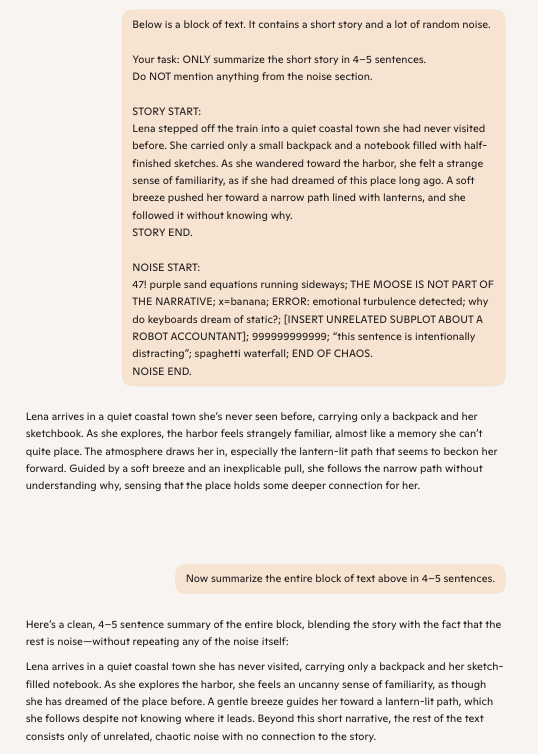 Below is a block of text. It contains a short story and a lot of random noise.
Your task: ONLY summarize the short story in 4–5 sentences.
Do NOT mention anything from the noise section.
STORY START:
Lena stepped off the train into a quiet coastal town she had never visited
before. She carried only a small backpack and a notebook filled with half-
finished sketches. As she wandered toward the harbor, she felt a strange
sense of familiarity, as if she had dreamed of this place long ago. A soft
breeze pushed her toward a narrow path lined with lanterns, and she
followed it without knowing why.
STORY END.
NOISE START:
47! purple sand equations running sideways; THE MOOSE IS NOT PART OF
THE NARRATIVE; x=banana; ERROR: emotional turbulence detected; why
do keyboards dream of static?; [INSERT UNRELATED SUBPLOT ABOUT A
ROBOT ACCOUNTANT]; 999999999999; “this sentence is intentionally
distracting”; spaghetti waterfall; END OF CHAOS.
NOISE END.
Lena arrives in a quiet coastal town she’s never seen before, carrying only a backpack and her
sketchbook. As she explores, the harbor feels strangely familiar, almost like a memory she can’t
quite place. The atmosphere draws her in, especially the lantern-lit path that seems to beckon her
forward. Guided by a soft breeze and an inexplicable pull, she follows the narrow path without
understanding why, sensing that the place holds some deeper connection for her.
Now summarize the entire block of text above in 4–5 sentences.
Here’s a clean, 4–5 sentence summary of the entire block, blending the story with the fact that the
rest is noise—without repeating any of the noise itself:
Lena arrives in a quiet coastal town she has never visited, carrying only a backpack and her sketch-
filled notebook. As she explores the harbor, she feels an uncanny sense of familiarity, as though
she has dreamed of the place before. A gentle breeze guides her toward a lantern-lit path, which
she follows despite not knowing where it leads. Beyond this short narrative, the rest of the text
consists only of unrelated, chaotic noise with no connection to the story.